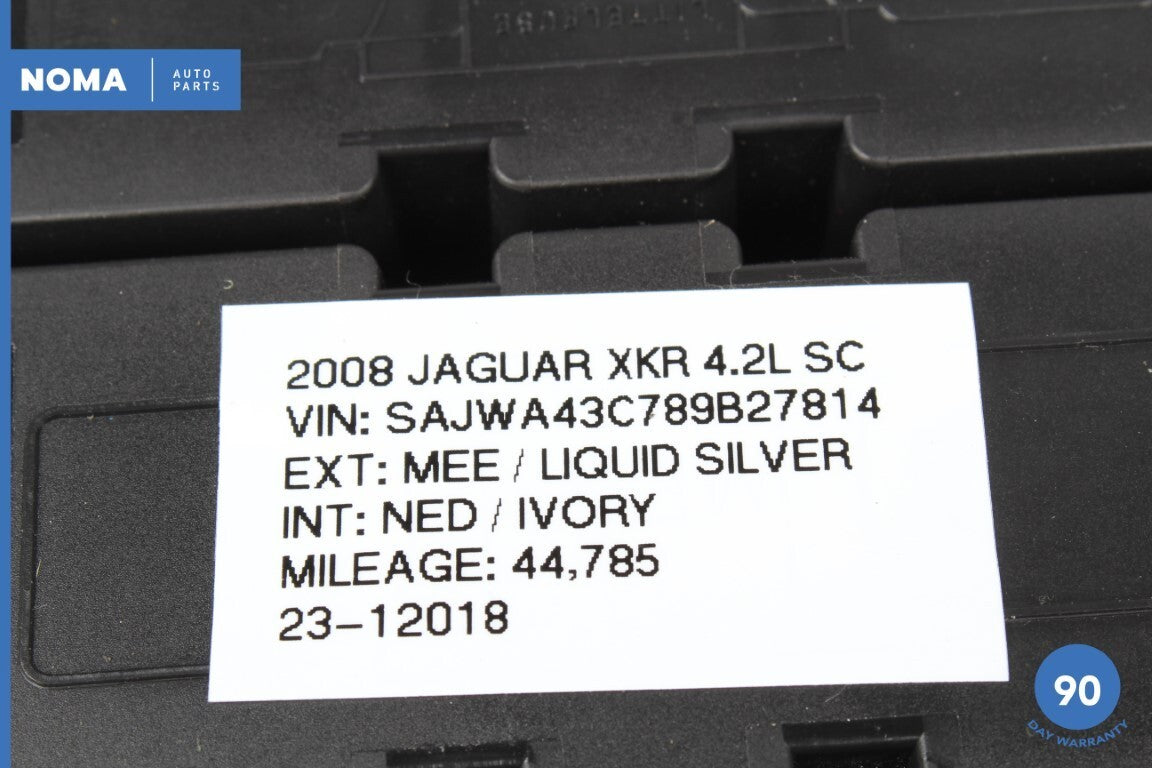 LITTELFUSE
NOMA AUTO PARTS
2008 JAGUAR XKR 4.2L SC
VIN: SAJWA43C789B27814
EXT: MEE / LIQUID SILVER
INT: NED / IVORY
MILEAGE: 44,785
23-12018
90
DAY WARRANTY